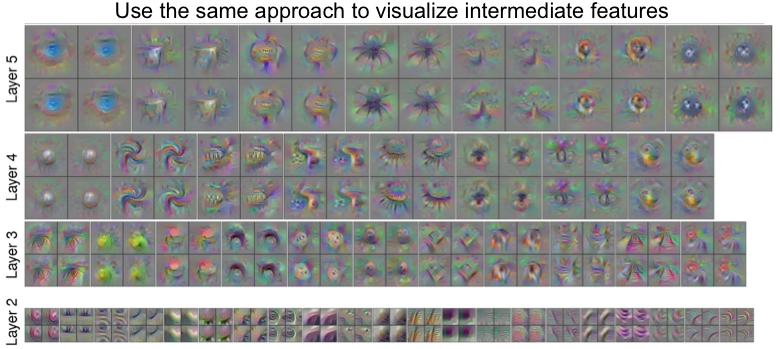 Use the same approach to visualize intermediate features
Layer 5
Layer 4
Layer 3
Layer 2